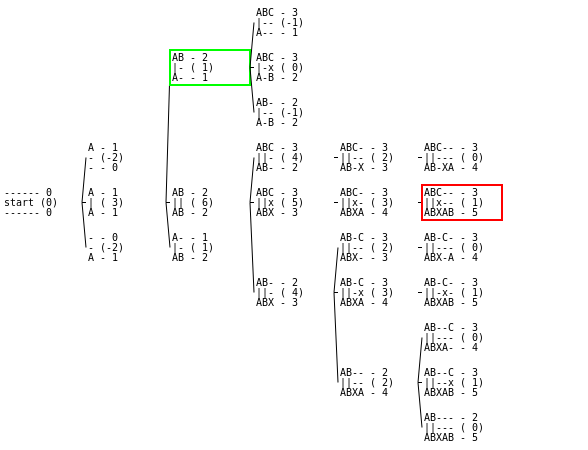 ------ 0
start (0)
------ 0
A - 1
- (-2)
- - 0
A - 1
| ( 3)
A - 1
- - 0
- (-2)
A - 1
AB - 2
|- ( 1)
A- - 1
AB - 2
|| ( 6)
AB - 2
A- - 1
|- ( 1)
AB - 2
ABC - 3
|-- (-1)
A-- - 1
ABC - 3
|-x ( 0)
A-B - 2
AB- - 2
|-- (-1)
A-B - 2
ABC - 3
||- ( 4)
AB- - 2
ABC - 3
||x ( 5)
ABX - 3
AB- - 2
||- ( 4)
ABX - 3
ABC- - 3
||-- ( 2)
AB-X - 3
ABC- - 3
||x- ( 3)
ABXA - 4
AB-C - 3
||-- ( 2)
ABX- - 3
AB-C - 3
||-x ( 3)
ABXA - 4
AB-- - 2
||-- ( 2)
ABXA - 4
ABC-- - 3
||--- ( 0)
AB-XA - 4
ABC-- - 3
||x-- ( 1)
ABXAB - 5
AB-C- - 3
||--- ( 0)
ABX-A - 4
AB-C- - 3
||-x- ( 1)
ABXAB - 5
AB--C - 3
||--- ( 0)
ABXA- - 4
AB--C - 3
||--x ( 1)
ABXAB - 5
AB--- - 2
||--- ( 0)
ABXAB - 5